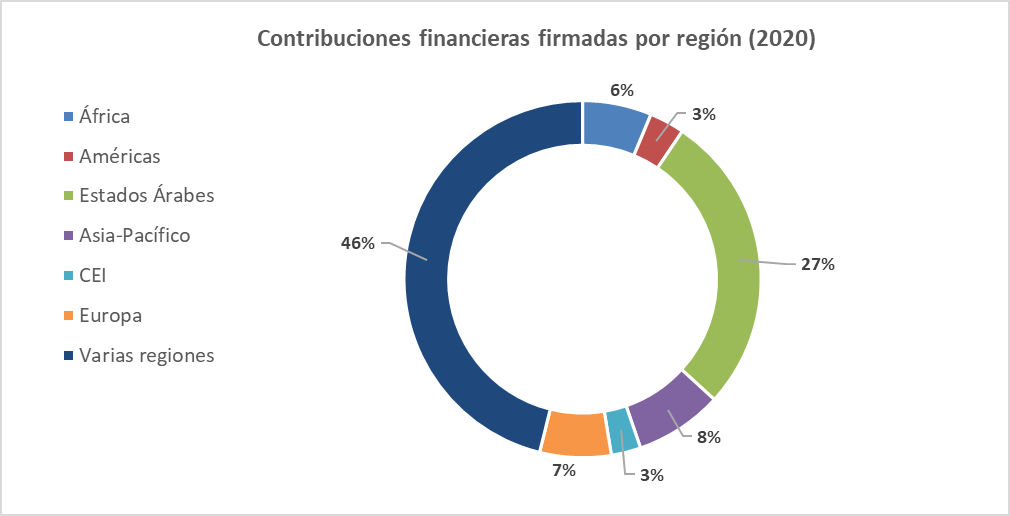 Contribuciones financieras firmadas por región (2020)
África
Américas
Estados Árabes
Asia-Pacífico
CEI
Europa
Varias regiones
6%
3%
27%
8%
3%
7%
46%